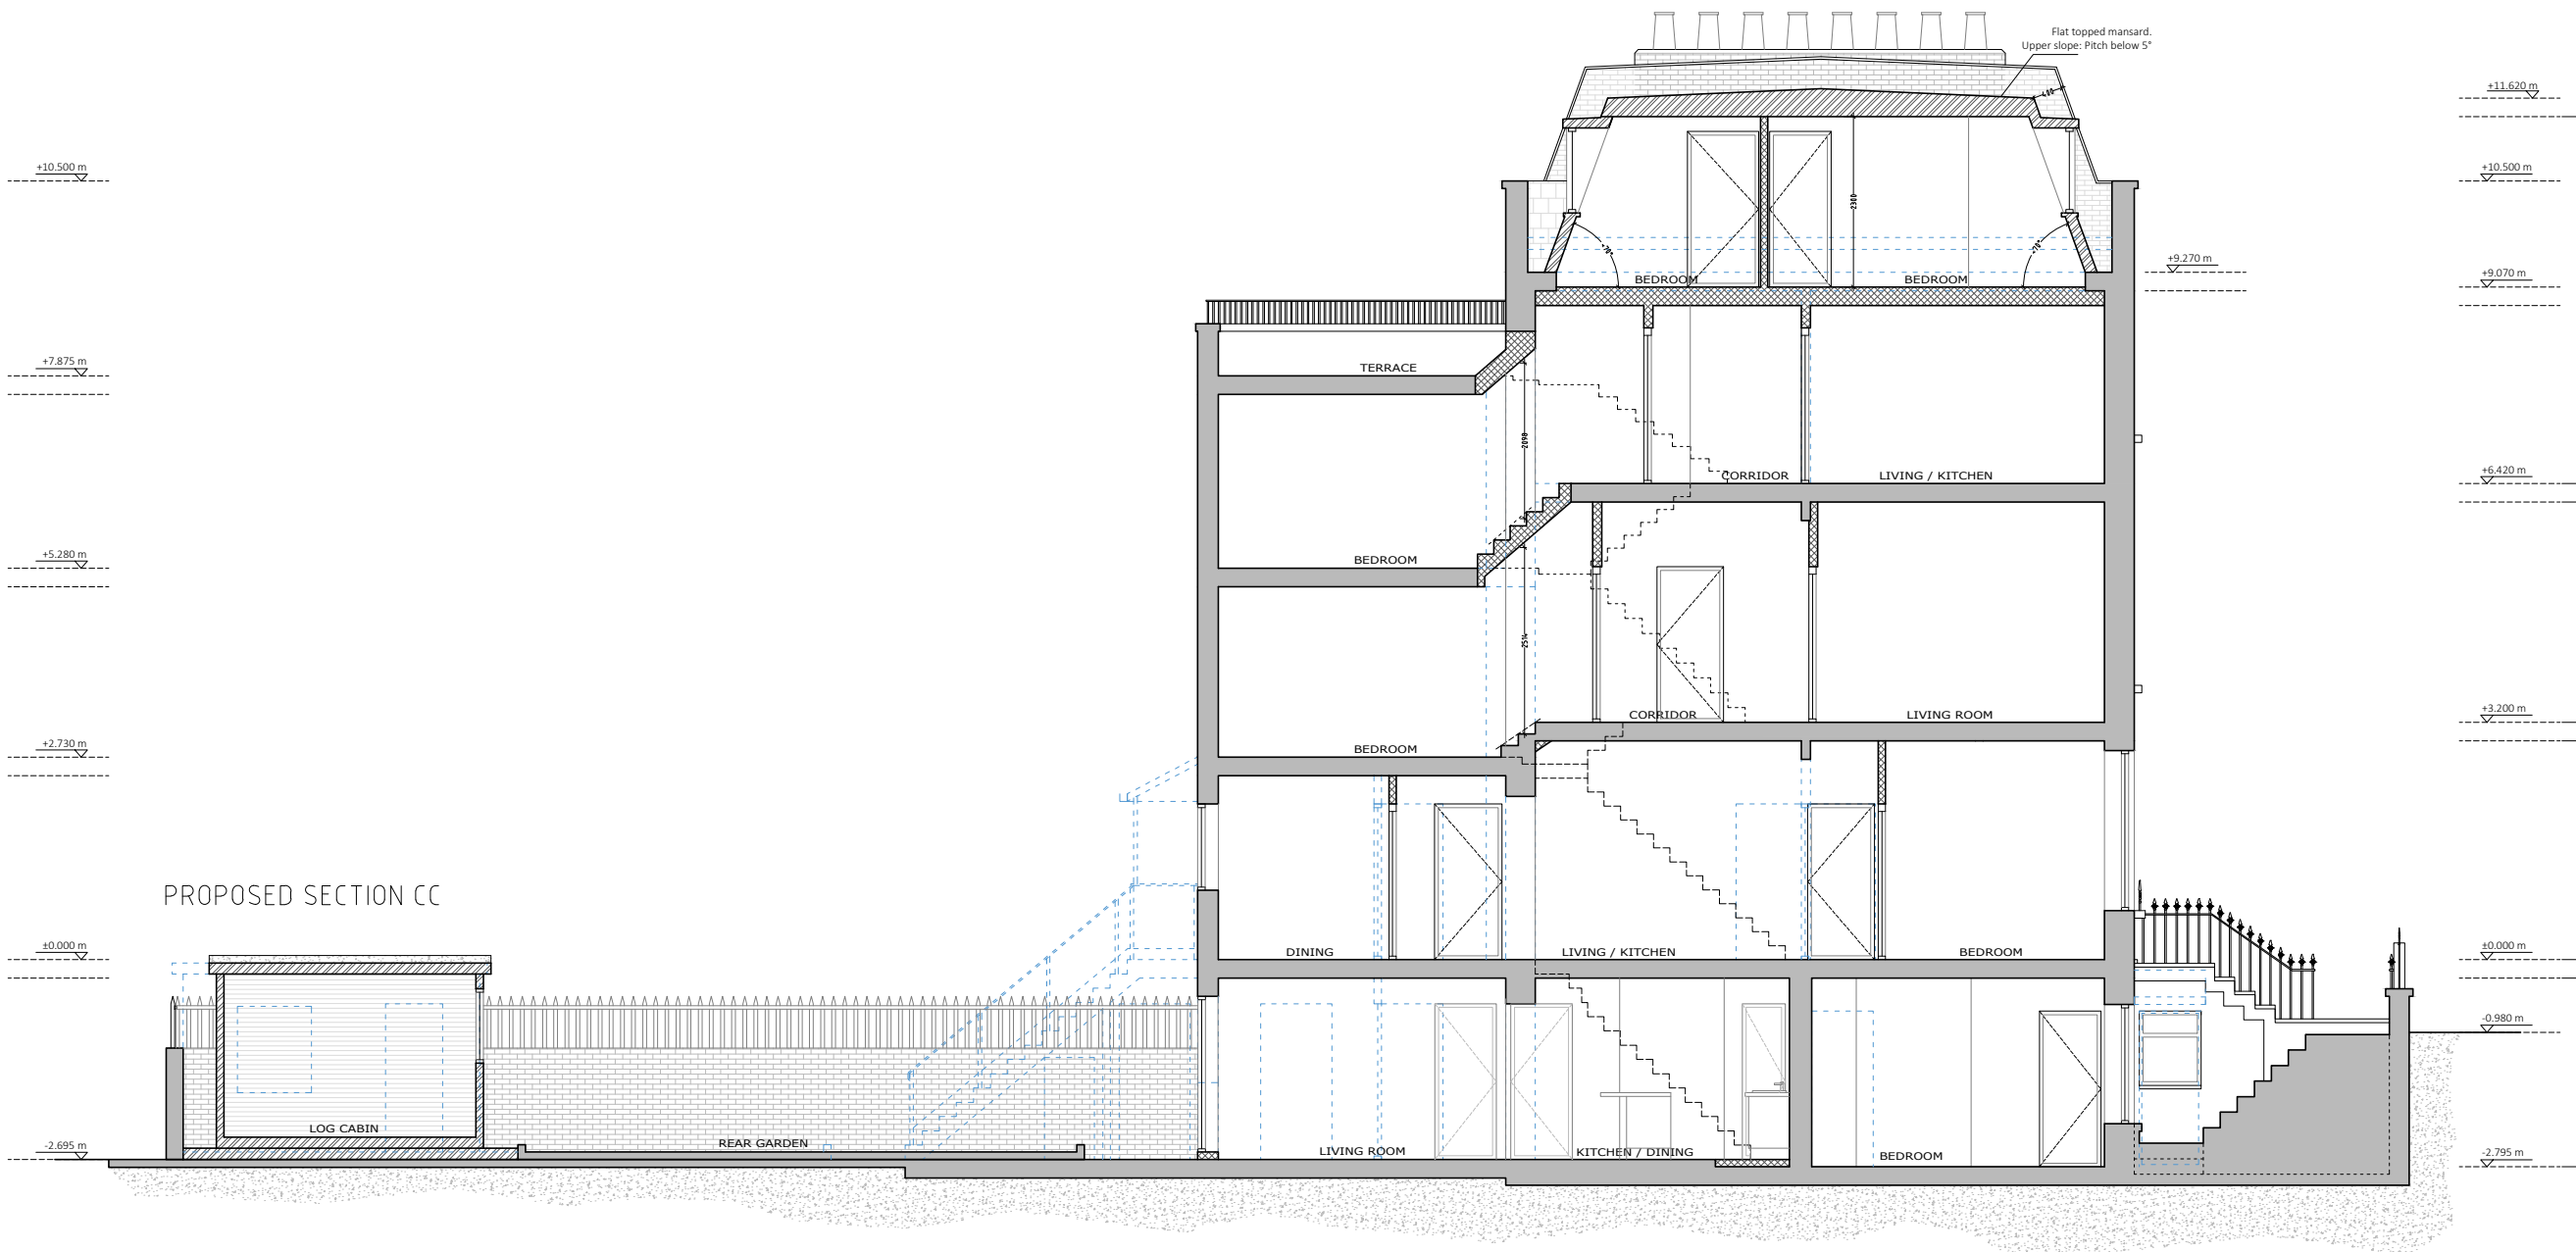 Flat topped mansard.
Upper slope: Pitch below 5°
+11.620 m
400
+10.500 m
+10.500 m
2300
+9.270 m
+9.070 m
BEDROOM
BEDROOM
+7.875 m
TERRACE
2098
+6.420 m
CORRIDOR
LIVING / KITCHEN
+5.280 m
BEDROOM
2514
+3.200 m
CORRIDOR
LIVING ROOM
+2.730 m
BEDROOM
PROPOSED SECTION CC
±0.000 m
±0.000 m
DINING
LIVING / KITCHEN
BEDROOM
-0.980 m
LOG CABIN
REAR GARDEN
-2.695 m
LIVING ROOM
KITCHEN / DINING
BEDROOM
-2.795 m